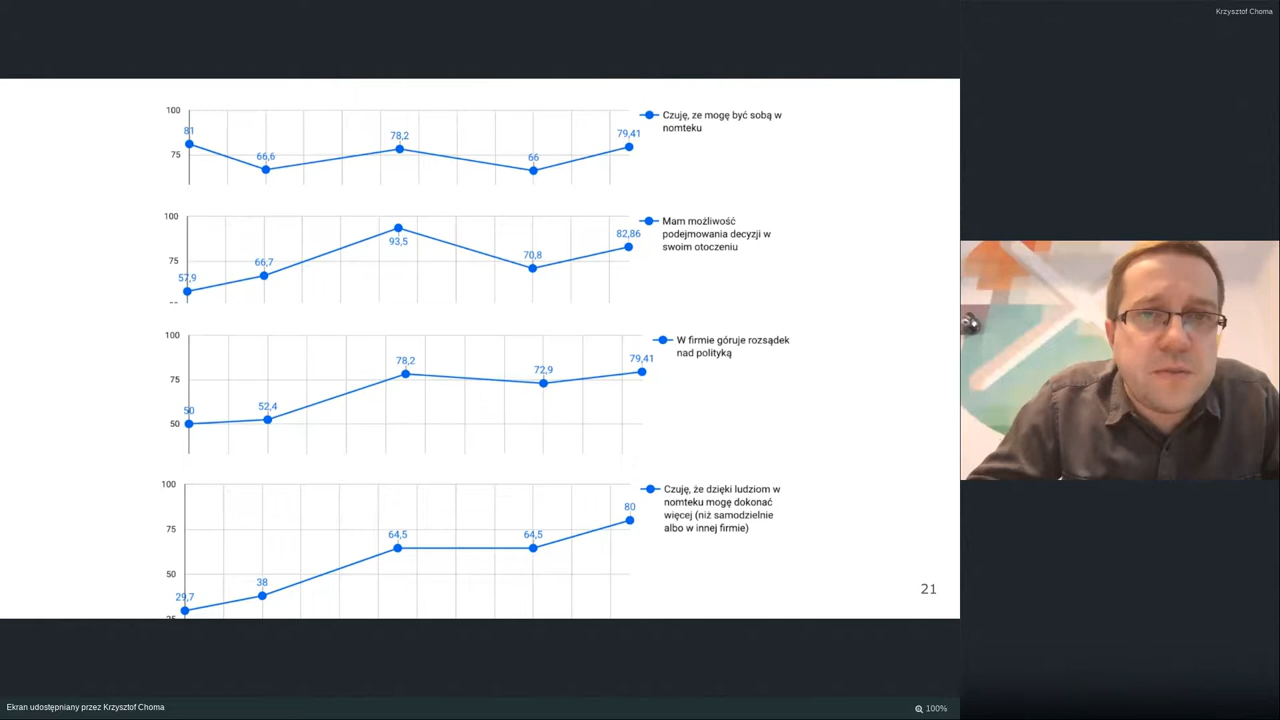 Krzysztof Choma
100
81
66,6
78,2
66
79,41
75
Czuję, ze mogę być sobą w
nomteku
100
57,9
66,7
93,5
70,8
82,86
75
Mam możliwość
podejmowania decyzji w
swoim otoczeniu
100
75
50
50
52,4
78,2
72,9
79,41
W firmie góruje rozsądek
nad polityką
100
75
50
29,7
38
64,5
64,5
80
Czuję, że dzięki ludziom w
nomteku mogę dokonać
więcej (niż samodzielnie
albo w innej firmie)
21
Ekran udostępniany przez Krzysztof Choma
100%